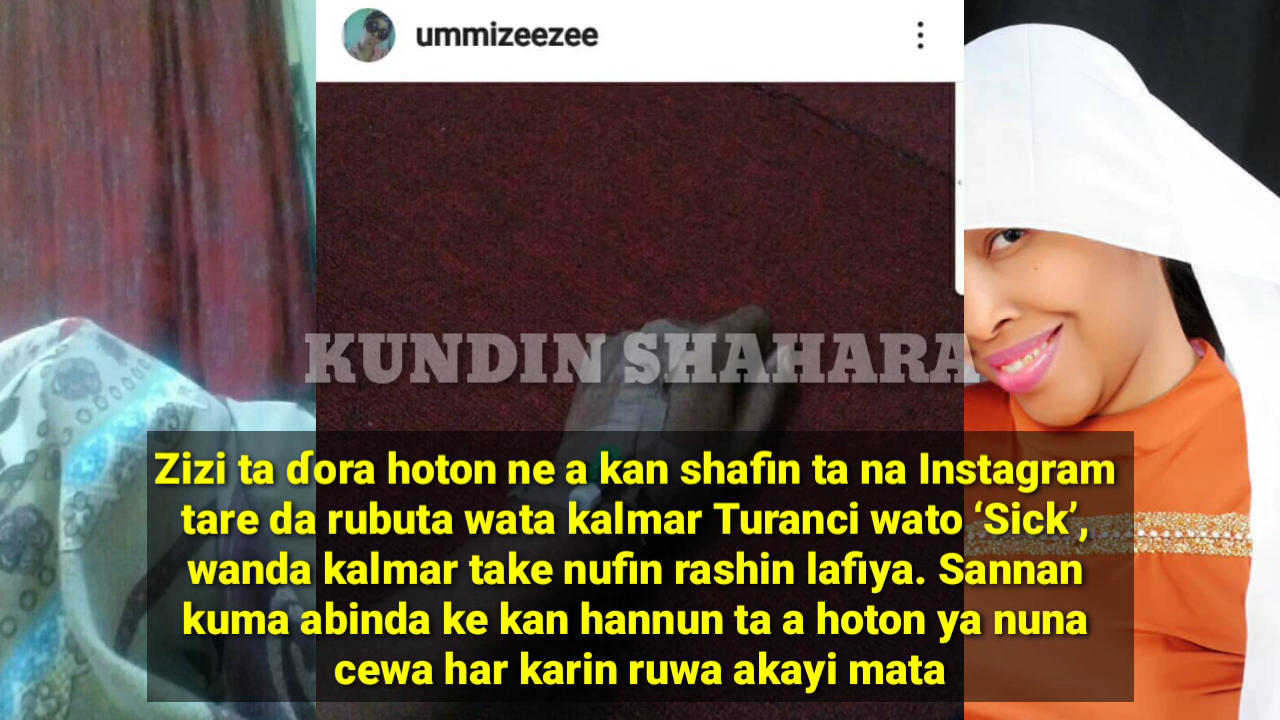 ummizeezee
KUNDIN SHAHARA
Zizi ta ɗora hoton ne a kan shafin ta na Instagram
tare da rubuta wata kalmar Turanci wato ‘Sick’,
wanda kalmar take nufin rashin lafiya. Sannan
kuma abinda ke kan hannun ta a hoton ya nuna
cewa har karin ruwa akayi mata